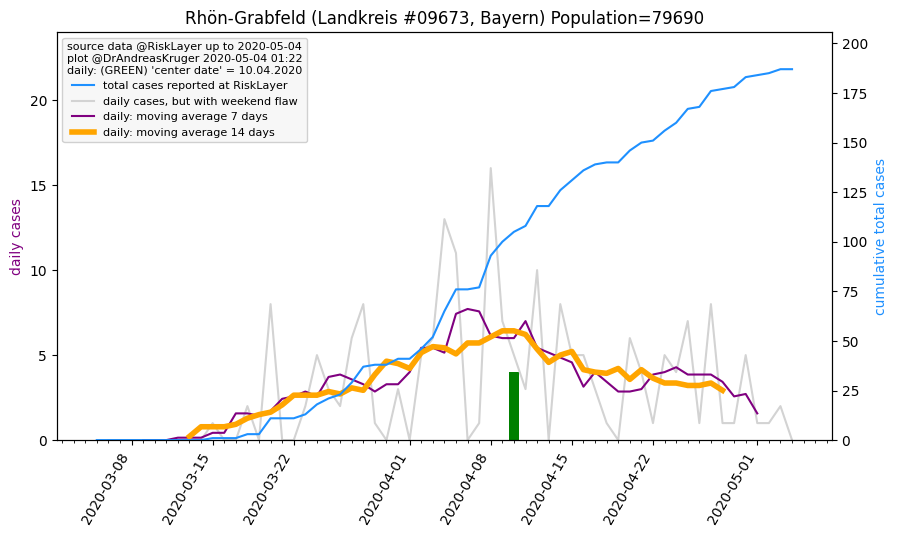 Rhön-Grabfeld (Landkreis #09673, Bayern) Population=79690
source data @RiskLayer up to 2020-05-04
plot @DrAndreasKruger 2020-05-04 01:22
daily: (GREEN) 'center date' = 10.04.2020
total cases reported at RiskLayer
daily cases, but with weekend flaw
daily: moving average 7 days
daily: moving average 14 days
daily cases
20
15
10
5
0
200
175
150
125
100
75
50
25
0
cumulative total cases
2020-03-08
2020-03-15
2020-03-22
2020-04-01
2020-04-08
2020-04-15
2020-04-22
2020-05-01